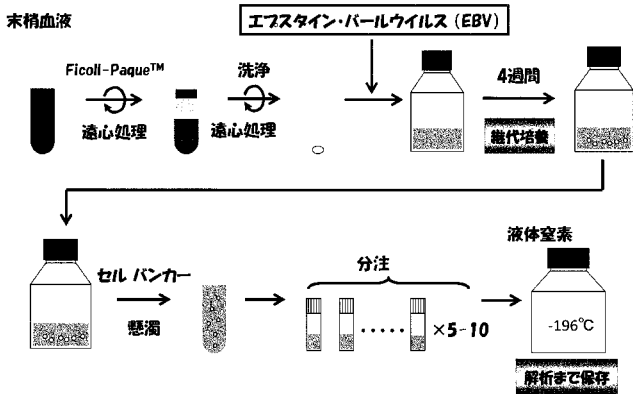 末梢血液
エプスタイン・バールウイルス (EBV)
Ficoll-Paque™
洗浄
4週間
遠心処理
遠心処理
継代培養
セル バンカー
懸濁
分注
×5-10
液体窒素
-196℃
解析まで保存